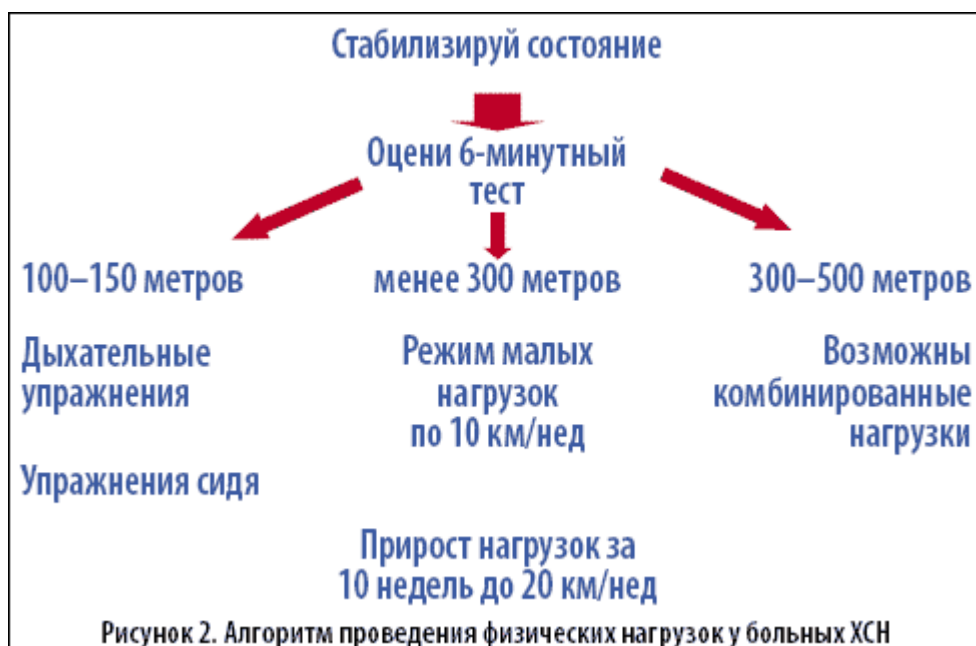 Стабилизируй состояние
Оцени 6-минутный
тест
100–150 метров
Дыхательные
упражнения
Упражнения сидя
менее 300 метров
Режим малых
нагрузок
по 10 км/нед
Прирост нагрузок за
10 недель до 20 км/нед
300–500 метров
Возможны
комбинированные
нагрузки
Рисунок 2. Алгоритм проведения физических нагрузок у больных ХСН